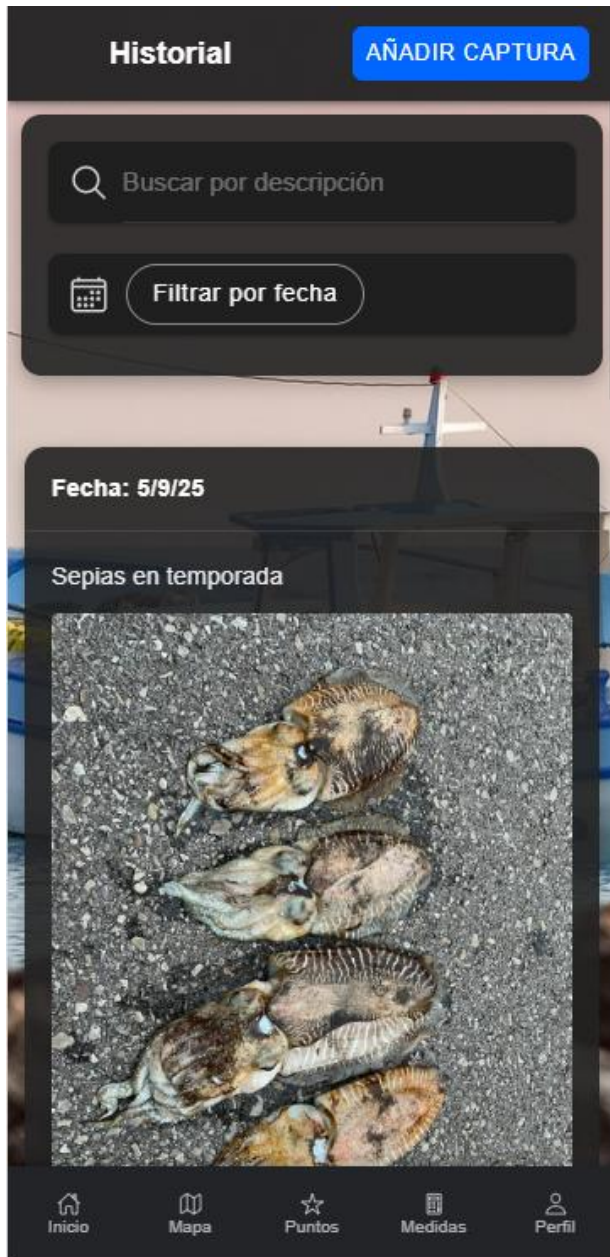 Historial
AÑADIR CAPTURA
Buscar por descripción
Filtrar por fecha
Fecha: 5/9/25
Sepias en temporada
Inicio
Mapa
Puntos
Medidas
Perfil